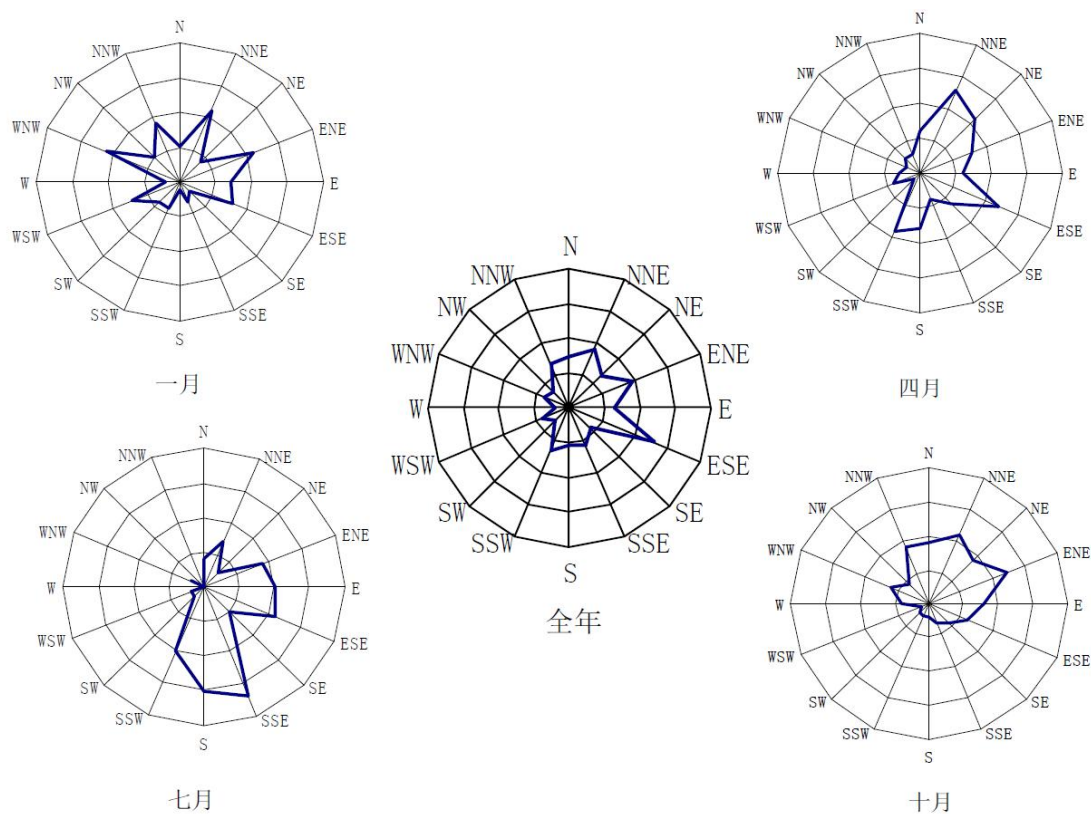 N
NNW NNE
NW NE
WNW ENE
W E
WSW ESE
SW SE
SSW SSE
S
一月
N
NNW NNE
NW NE
WNW ENE
W E
WSW ESE
SW SE
SSW SSE
S
四月
N
NNW NNE
NW NE
WNW ENE
W E
WSW ESE
SW SE
SSW SSE
S
全年
N
NNW NNE
NW NE
WNW ENE
W E
WSW ESE
SW SE
SSW SSE
S
七月
N
NNW NNE
NW NE
WNW ENE
W E
WSW ESE
SW SE
SSW SSE
S
十月